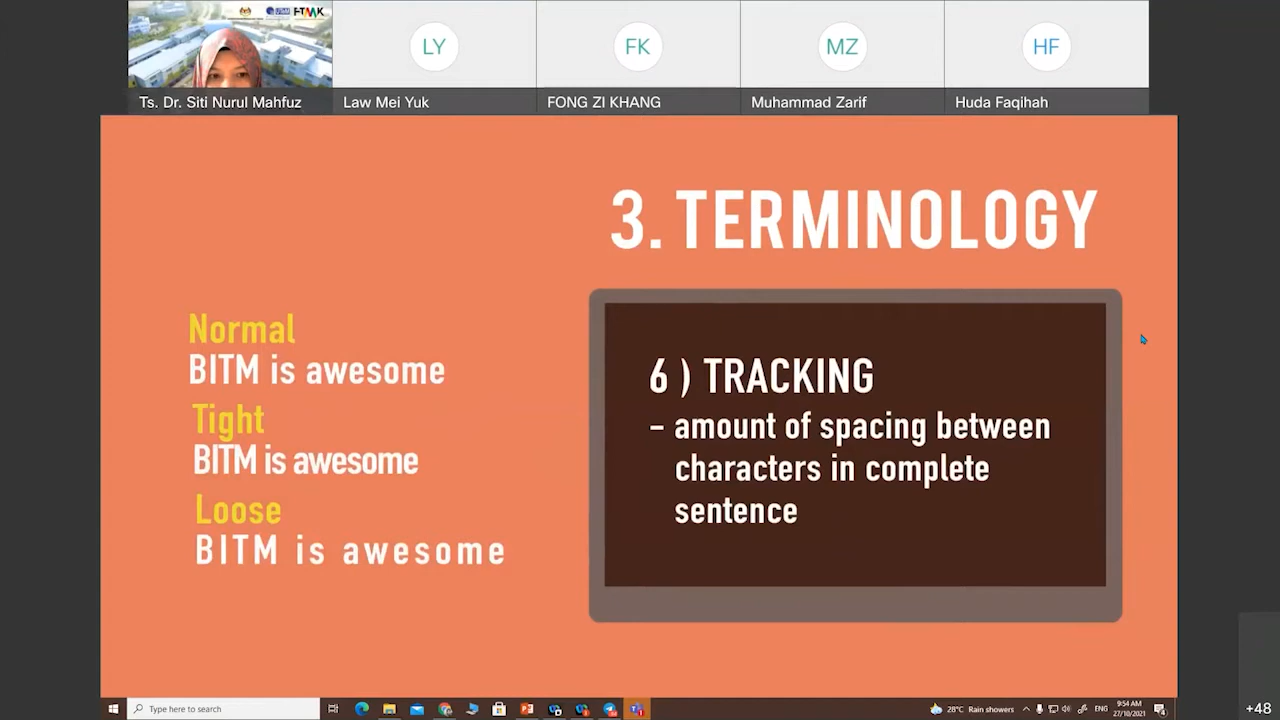 UTeM
FTMK
LY
FK
MZ
HF
Ts. Dr. Siti Nurul Mahfuz
Law Mei Yuk
FONG ZI KHANG
Muhammad Zarif
Huda Faqihah
3. TERMINOLOGY
Normal
BITM is awesome
Tight
BITM is awesome
Loose
BITM is awesome
6 ) TRACKING
- amount of spacing between
characters in complete
sentence
Type here to search
28°C Rain showers
ENG
9:54 AM
27/10/2021
+48